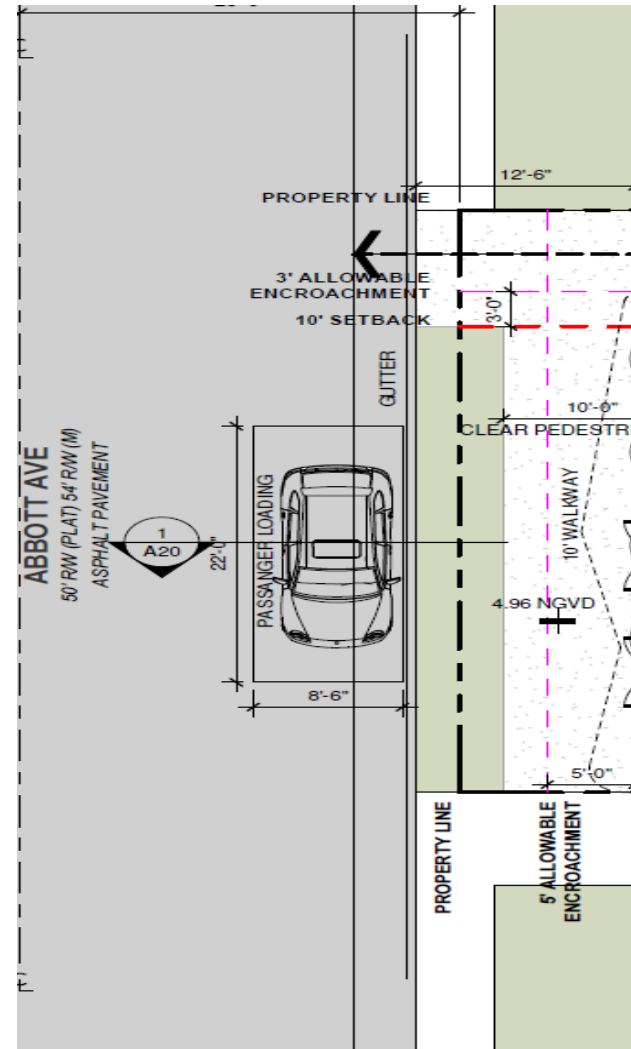 12'-6"
PROPERTY LINE
3' ALLOWABLE
ENCROACHMENT
3'-0"
10' SETBACK
GUTTER
10'-0"
CLEAR PEDESTR
ABBOTT AVE
50' R/W (PLAT) 54' R/W (M)
ASPHALT PAVEMENT
1
A20
22'-0"
PASSANGER LOADING
10' WALKWAY
4.96 NGVD
8'-6"
5'-0"
PROPERTY LINE
5' ALLOWABLE
ENCROACHMENT